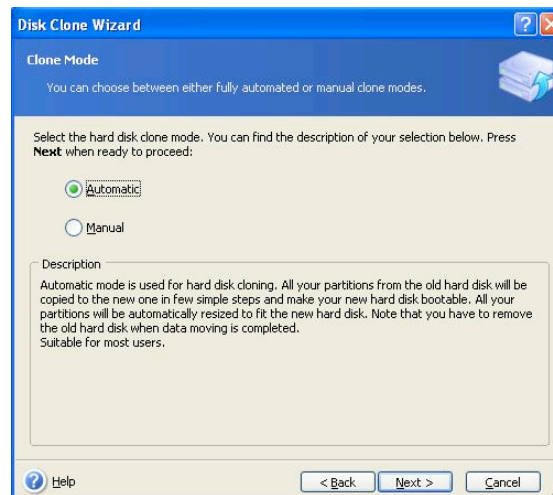 Disk Clone Wizard
Clone Mode
You can choose between either fully automated or manual clone modes.
Select the hard disk clone mode. You can find the description of your selection below. Press
Next when ready to proceed:
Automatic
Manual
Description
Automatic mode is used for hard disk cloning. All your partitions from the old hard disk will be
copied to the new one in few simple steps and make your new hard disk bootable. All your
partitions will be automatically resized to fit the new hard disk. Note that you have to remove
the old hard disk when data moving is completed.
Suitable for most users.
Help
< Back
Next >
Cancel